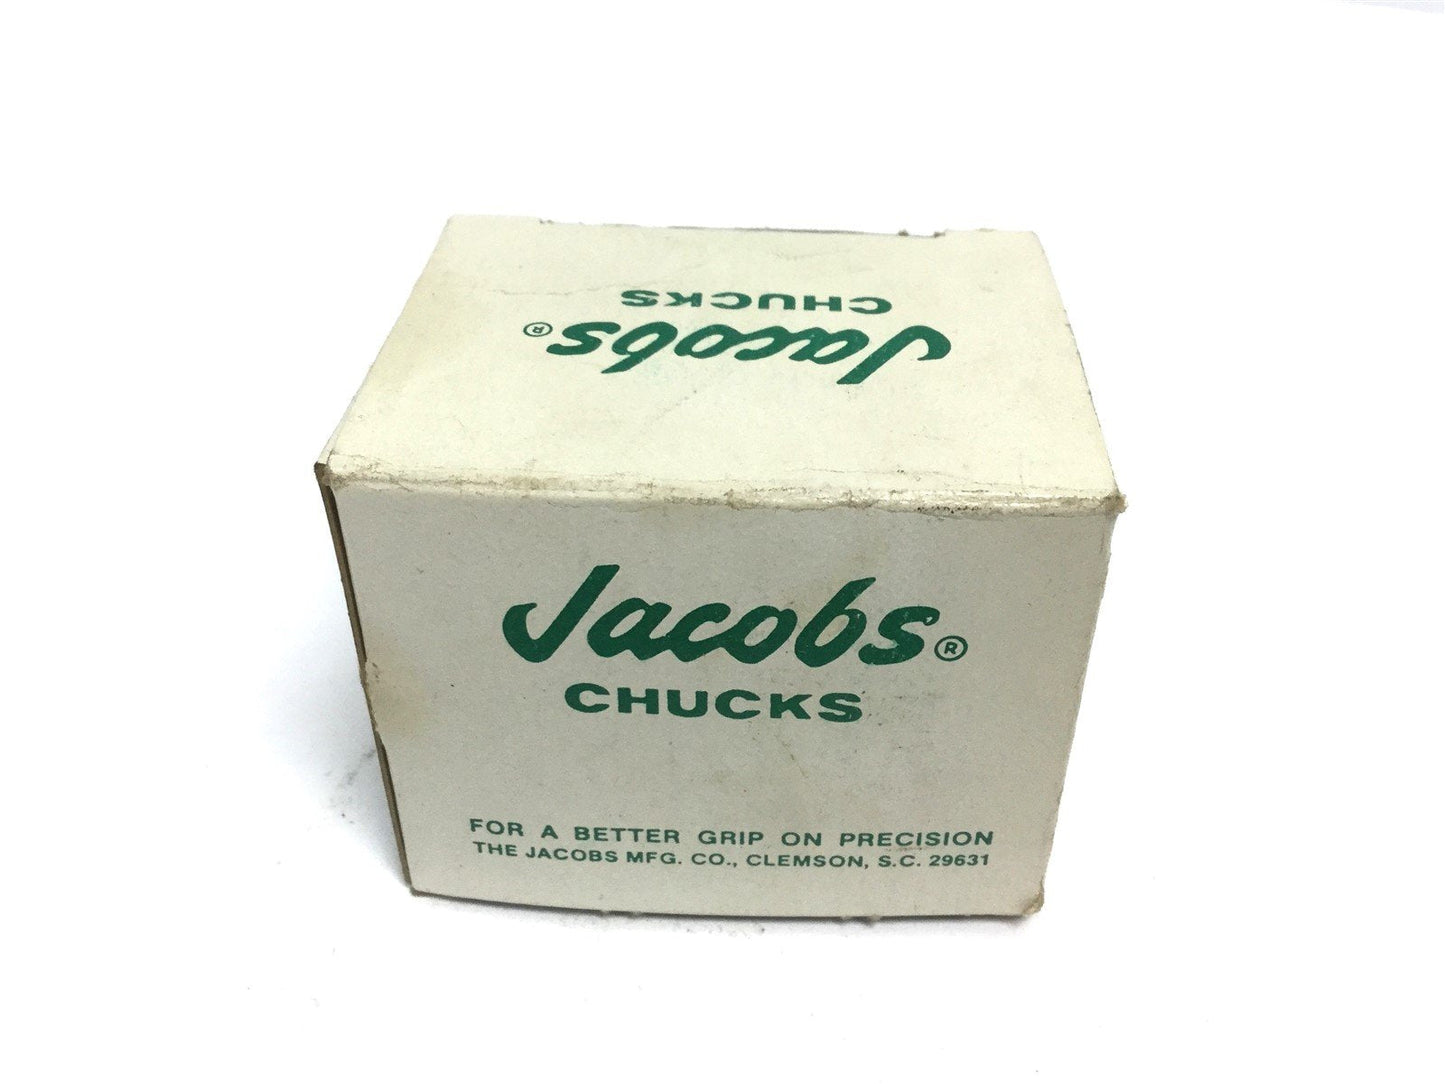 Jacobs®
CHUCKS
Jacobs®
CHUCKS
FOR A BETTER GRIP ON PRECISION
THE JACOBS MFG. CO., CLEMSON, S.C. 29631